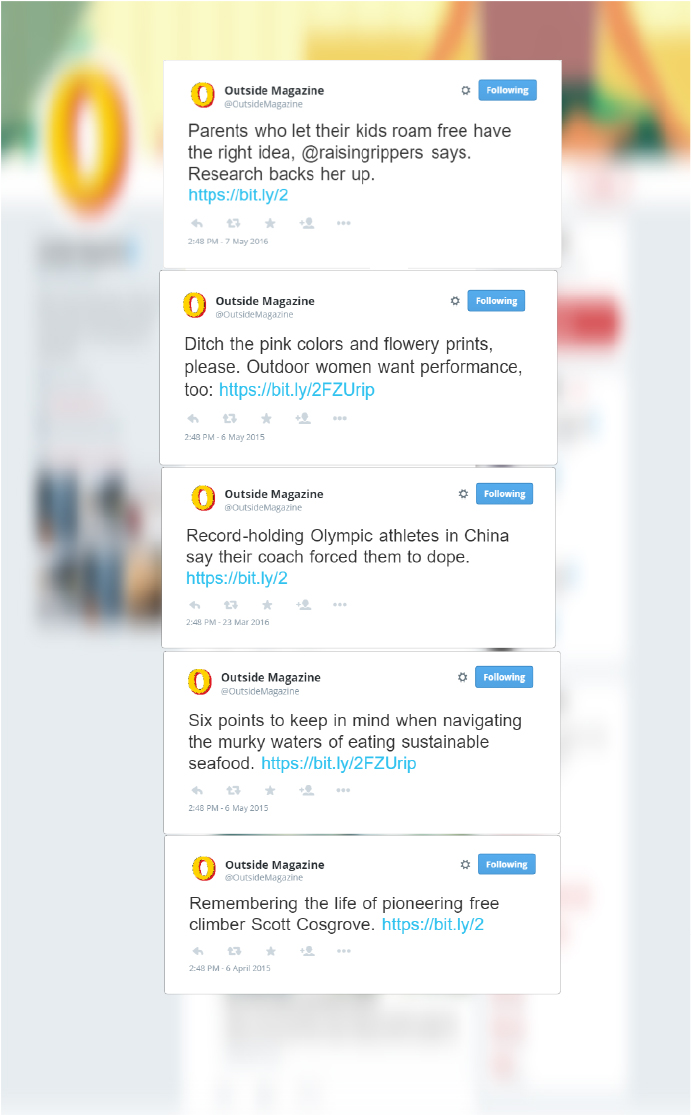 Outside Magazine
Following
@OutsideMagazine
Parents who let their kids roam free have
the right idea, @raisingrippers says.
Research backs her up.
https://bit.ly/2
2:48 PM - 7 May 2016
Outside Magazine
Following
@OutsideMagazine
Ditch the pink colors and flowery prints,
please. Outdoor women want performance,
too: https://bit.ly/2FZUrip
2:48 PM - 6 May 2015
Outside Magazine
Following
@OutsideMagazine
Record-holding Olympic athletes in China
say their coach forced them to dope.
https://bit.ly/2
2:48 PM - 23 Mar 2016
Outside Magazine
Following
@OutsideMagazine
Six points to keep in mind when navigating
the murky waters of eating sustainable
seafood. https://bit.ly/2FZUrip
2:48 PM - 6 May 2015
Outside Magazine
Following
@OutsideMagazine
Remembering the life of pioneering free
climber Scott Cosgrove. https://bit.ly/2
2:48 PM - 6 April 2015